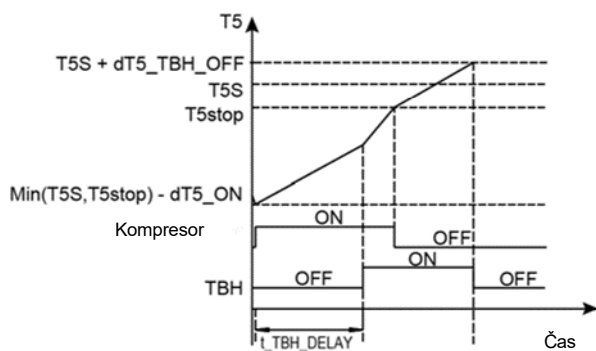 T5
T5S + dT5_TBH_OFF
T5S
T5stop
Min(T5S,T5stop) - dT5_ON
Kompresor
ON
OFF
TBH
OFF
ON
OFF
t_TBH_DELAY
Čas